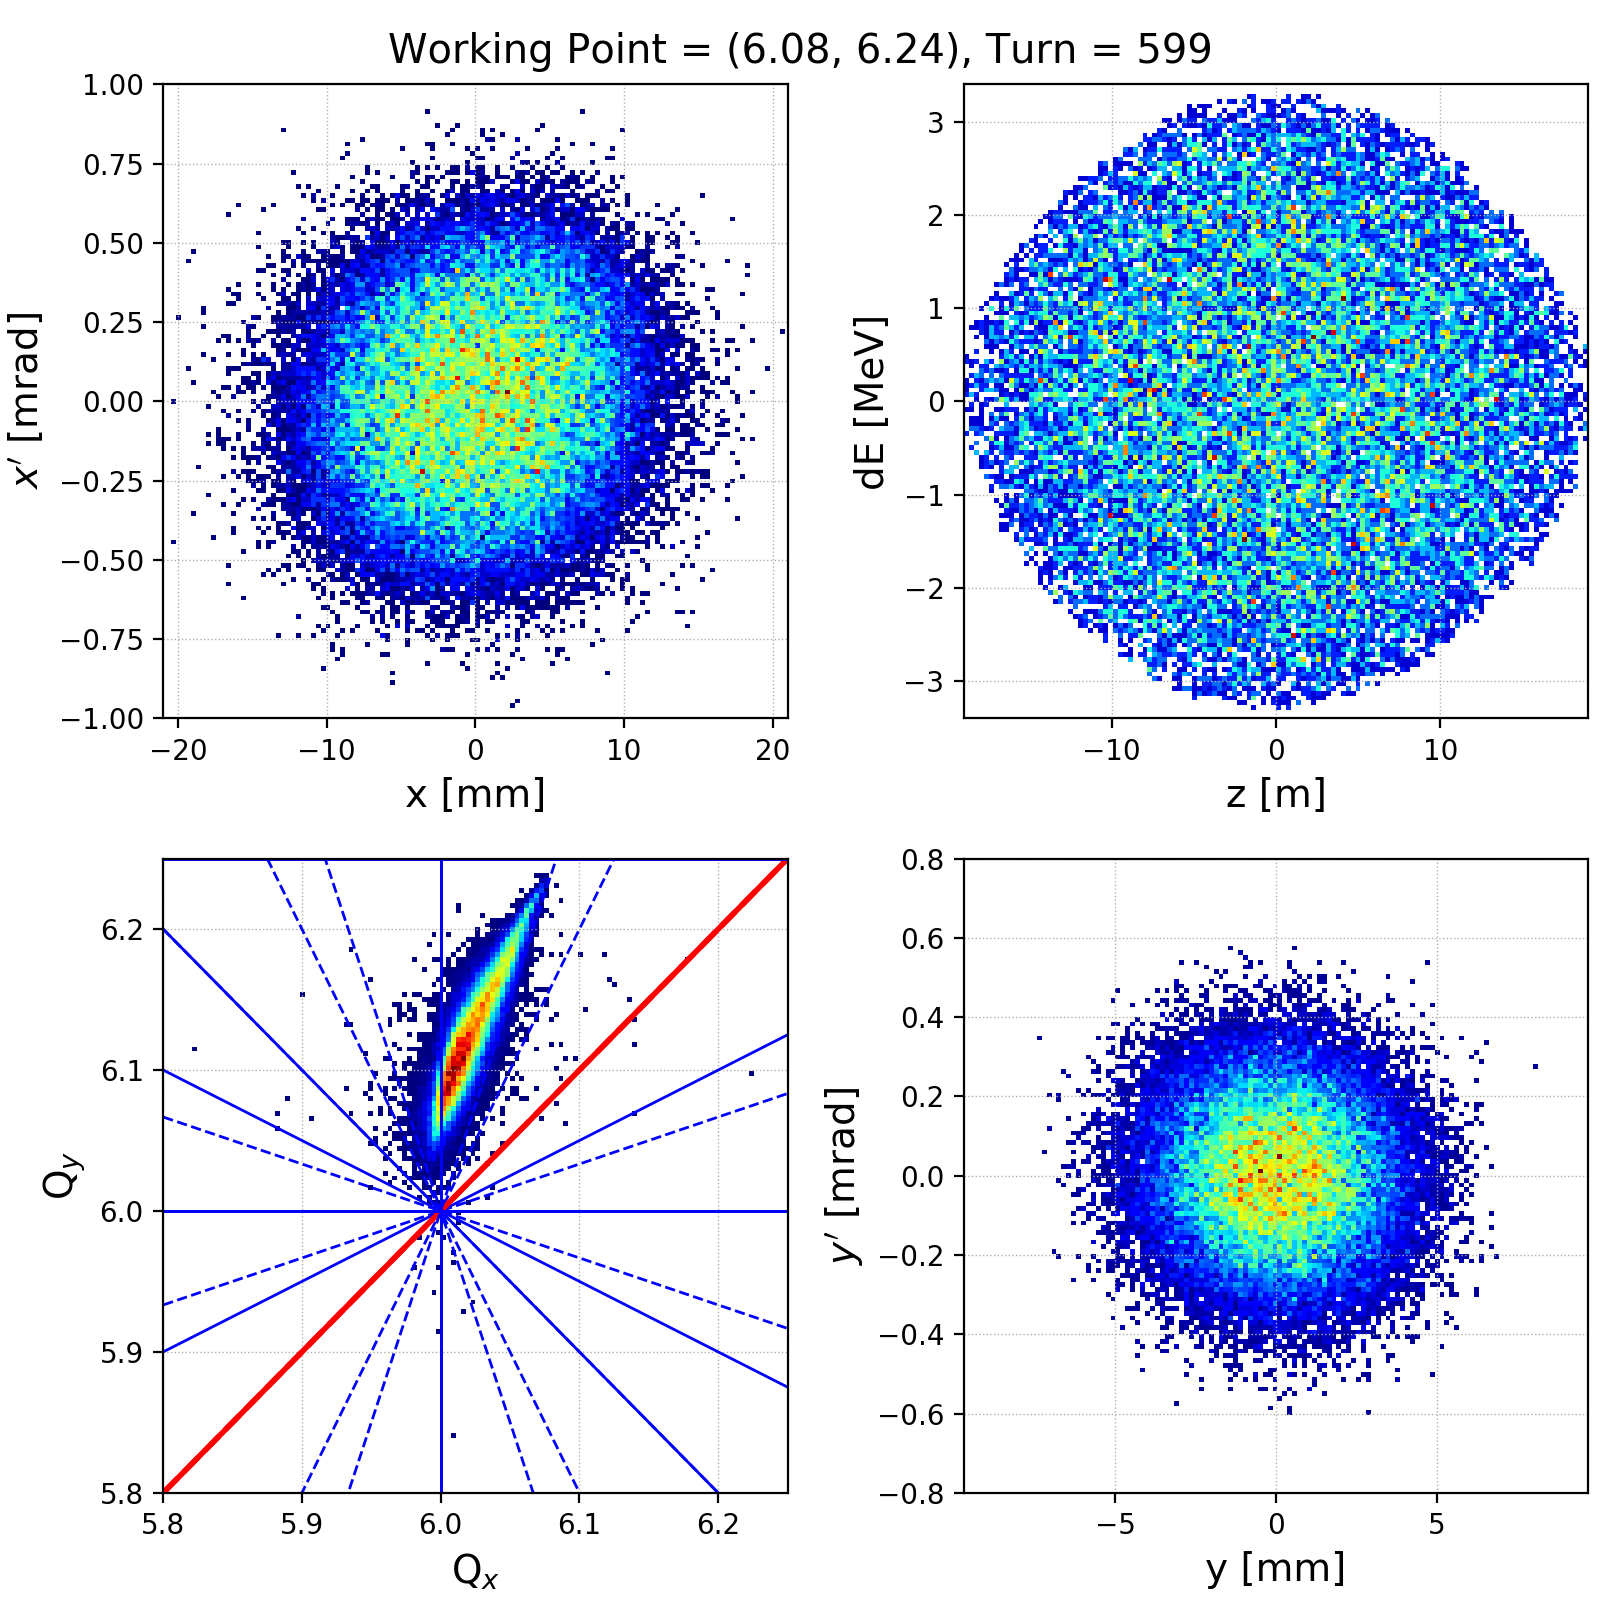 Working Point = (6.08, 6.24), Turn = 599
1.00
0.75
0.50
0.25
0.00
−0.25
−0.50
−0.75
−1.00
x′ [mrad]
−20 −10 0 10 20
x [mm]
3
2
1
0
−1
−2
−3
dE [MeV]
−10 0 10
z [m]
6.2
6.1
6.0
5.9
5.8
Qy
5.8 5.9 6.0 6.1 6.2
Qx
0.8
0.6
0.4
0.2
0.0
−0.2
−0.4
−0.6
−0.8
y′ [mrad]
−5 0 5
y [mm]